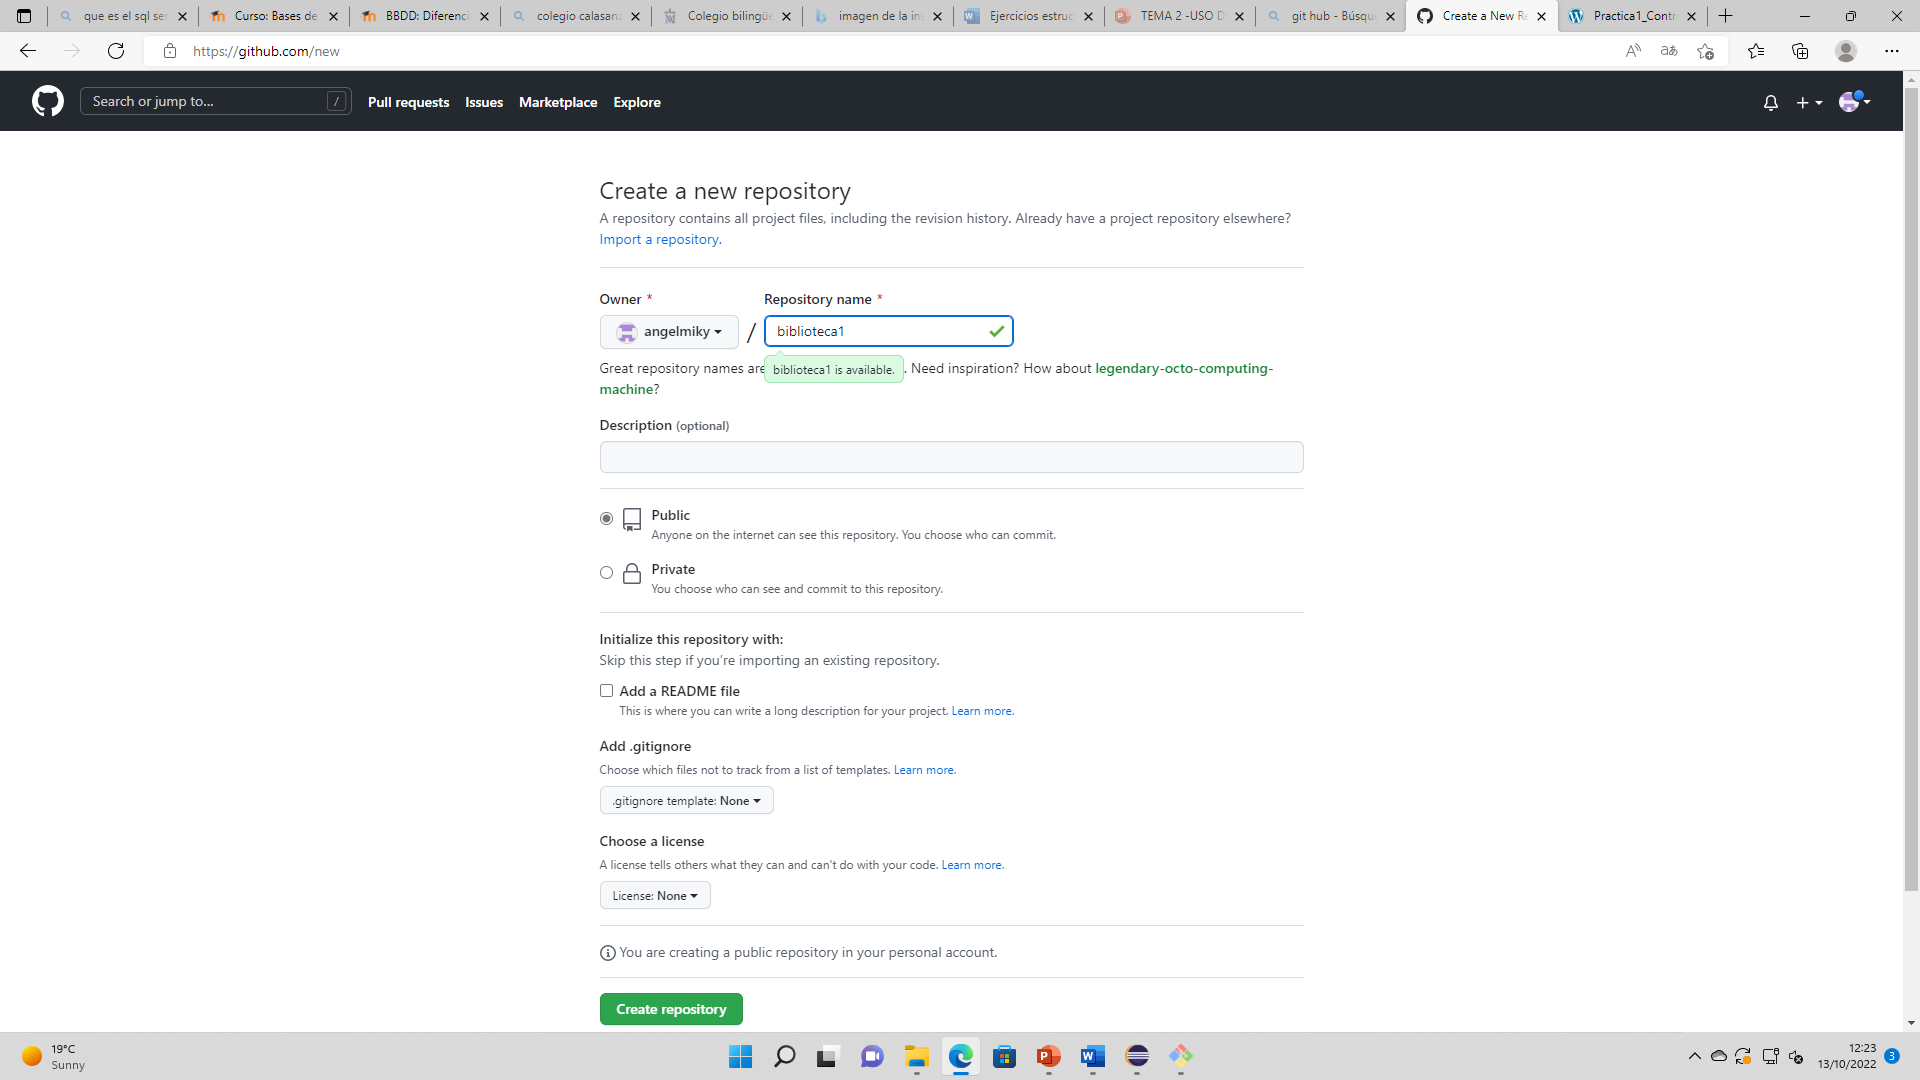 que es el sql ser
Curso: Bases de
BBDD: Diferenci
colegio calasanz
Colegio bilingüe
imagen de la ins
Ejercicios estruc
TEMA 2 -USO D
git hub - Búsque
Create a New Re
Practica1_Contr
https://github.com/new
Search or jump to...
/
Pull requests
Issues
Marketplace
Explore
Create a new repository
A repository contains all project files, including the revision history. Already have a project repository elsewhere?
Import a repository.
Owner *
Repository name *
angelmiky
/
biblioteca1
Great repository names are
biblioteca1 is available.
. Need inspiration? How about legendary-octo-computing-
machine?
Description (optional)
Public
Anyone on the internet can see this repository. You choose who can commit.
Private
You choose who can see and commit to this repository.
Initialize this repository with:
Skip this step if you're importing an existing repository.
Add a README file
This is where you can write a long description for your project. Learn more.
Add .gitignore
Choose which files not to track from a list of templates. Learn more.
.gitignore template: None
Choose a license
A license tells others what they can and can't do with your code. Learn more.
License: None
You are creating a public repository in your personal account.
Create repository
19°C
Sunny
12:23
13/10/2022
3